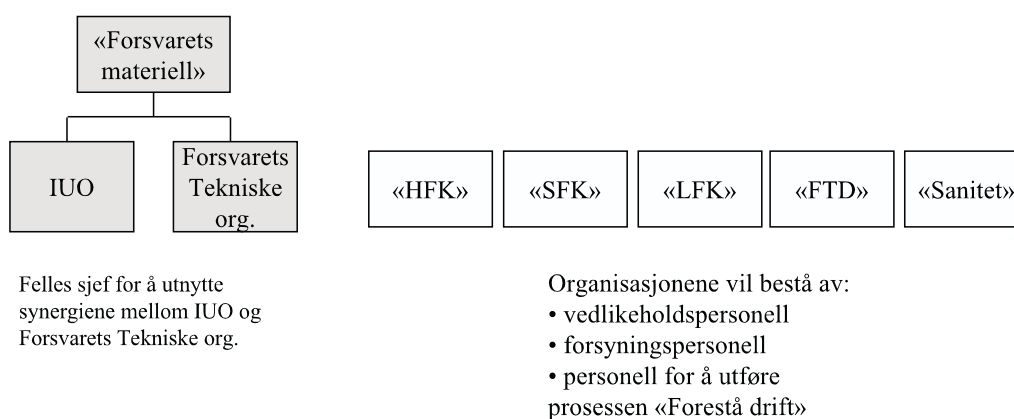 «Forsvarets
materiell»
IUO
Forsvarets
Tekniske
org.
«HFK»
«SFK»
«LFK»
«FTD»
«Sanitet»
Felles sjef for å utnytte
synergiene mellom IUO og
Forsvarets Tekniske org.
Organisasjonene vil bestå av:
• vedlikeholdspersonell
• forsyningspersonell
• personell for å utføre
prosessen «Forestå drift»